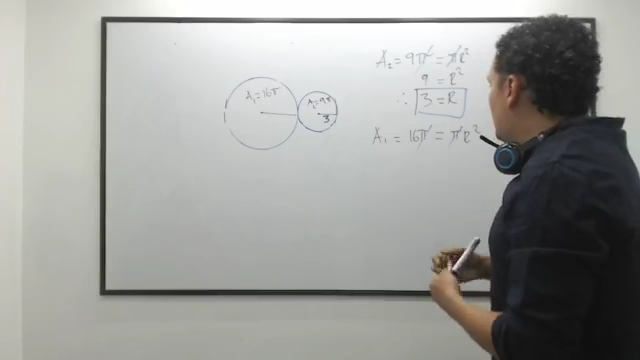 A₁=16π
A₂=9π
3
A₂ = 9π = πR²
9 = R²
∴ 3 = R
A₁ = 16π = πR²